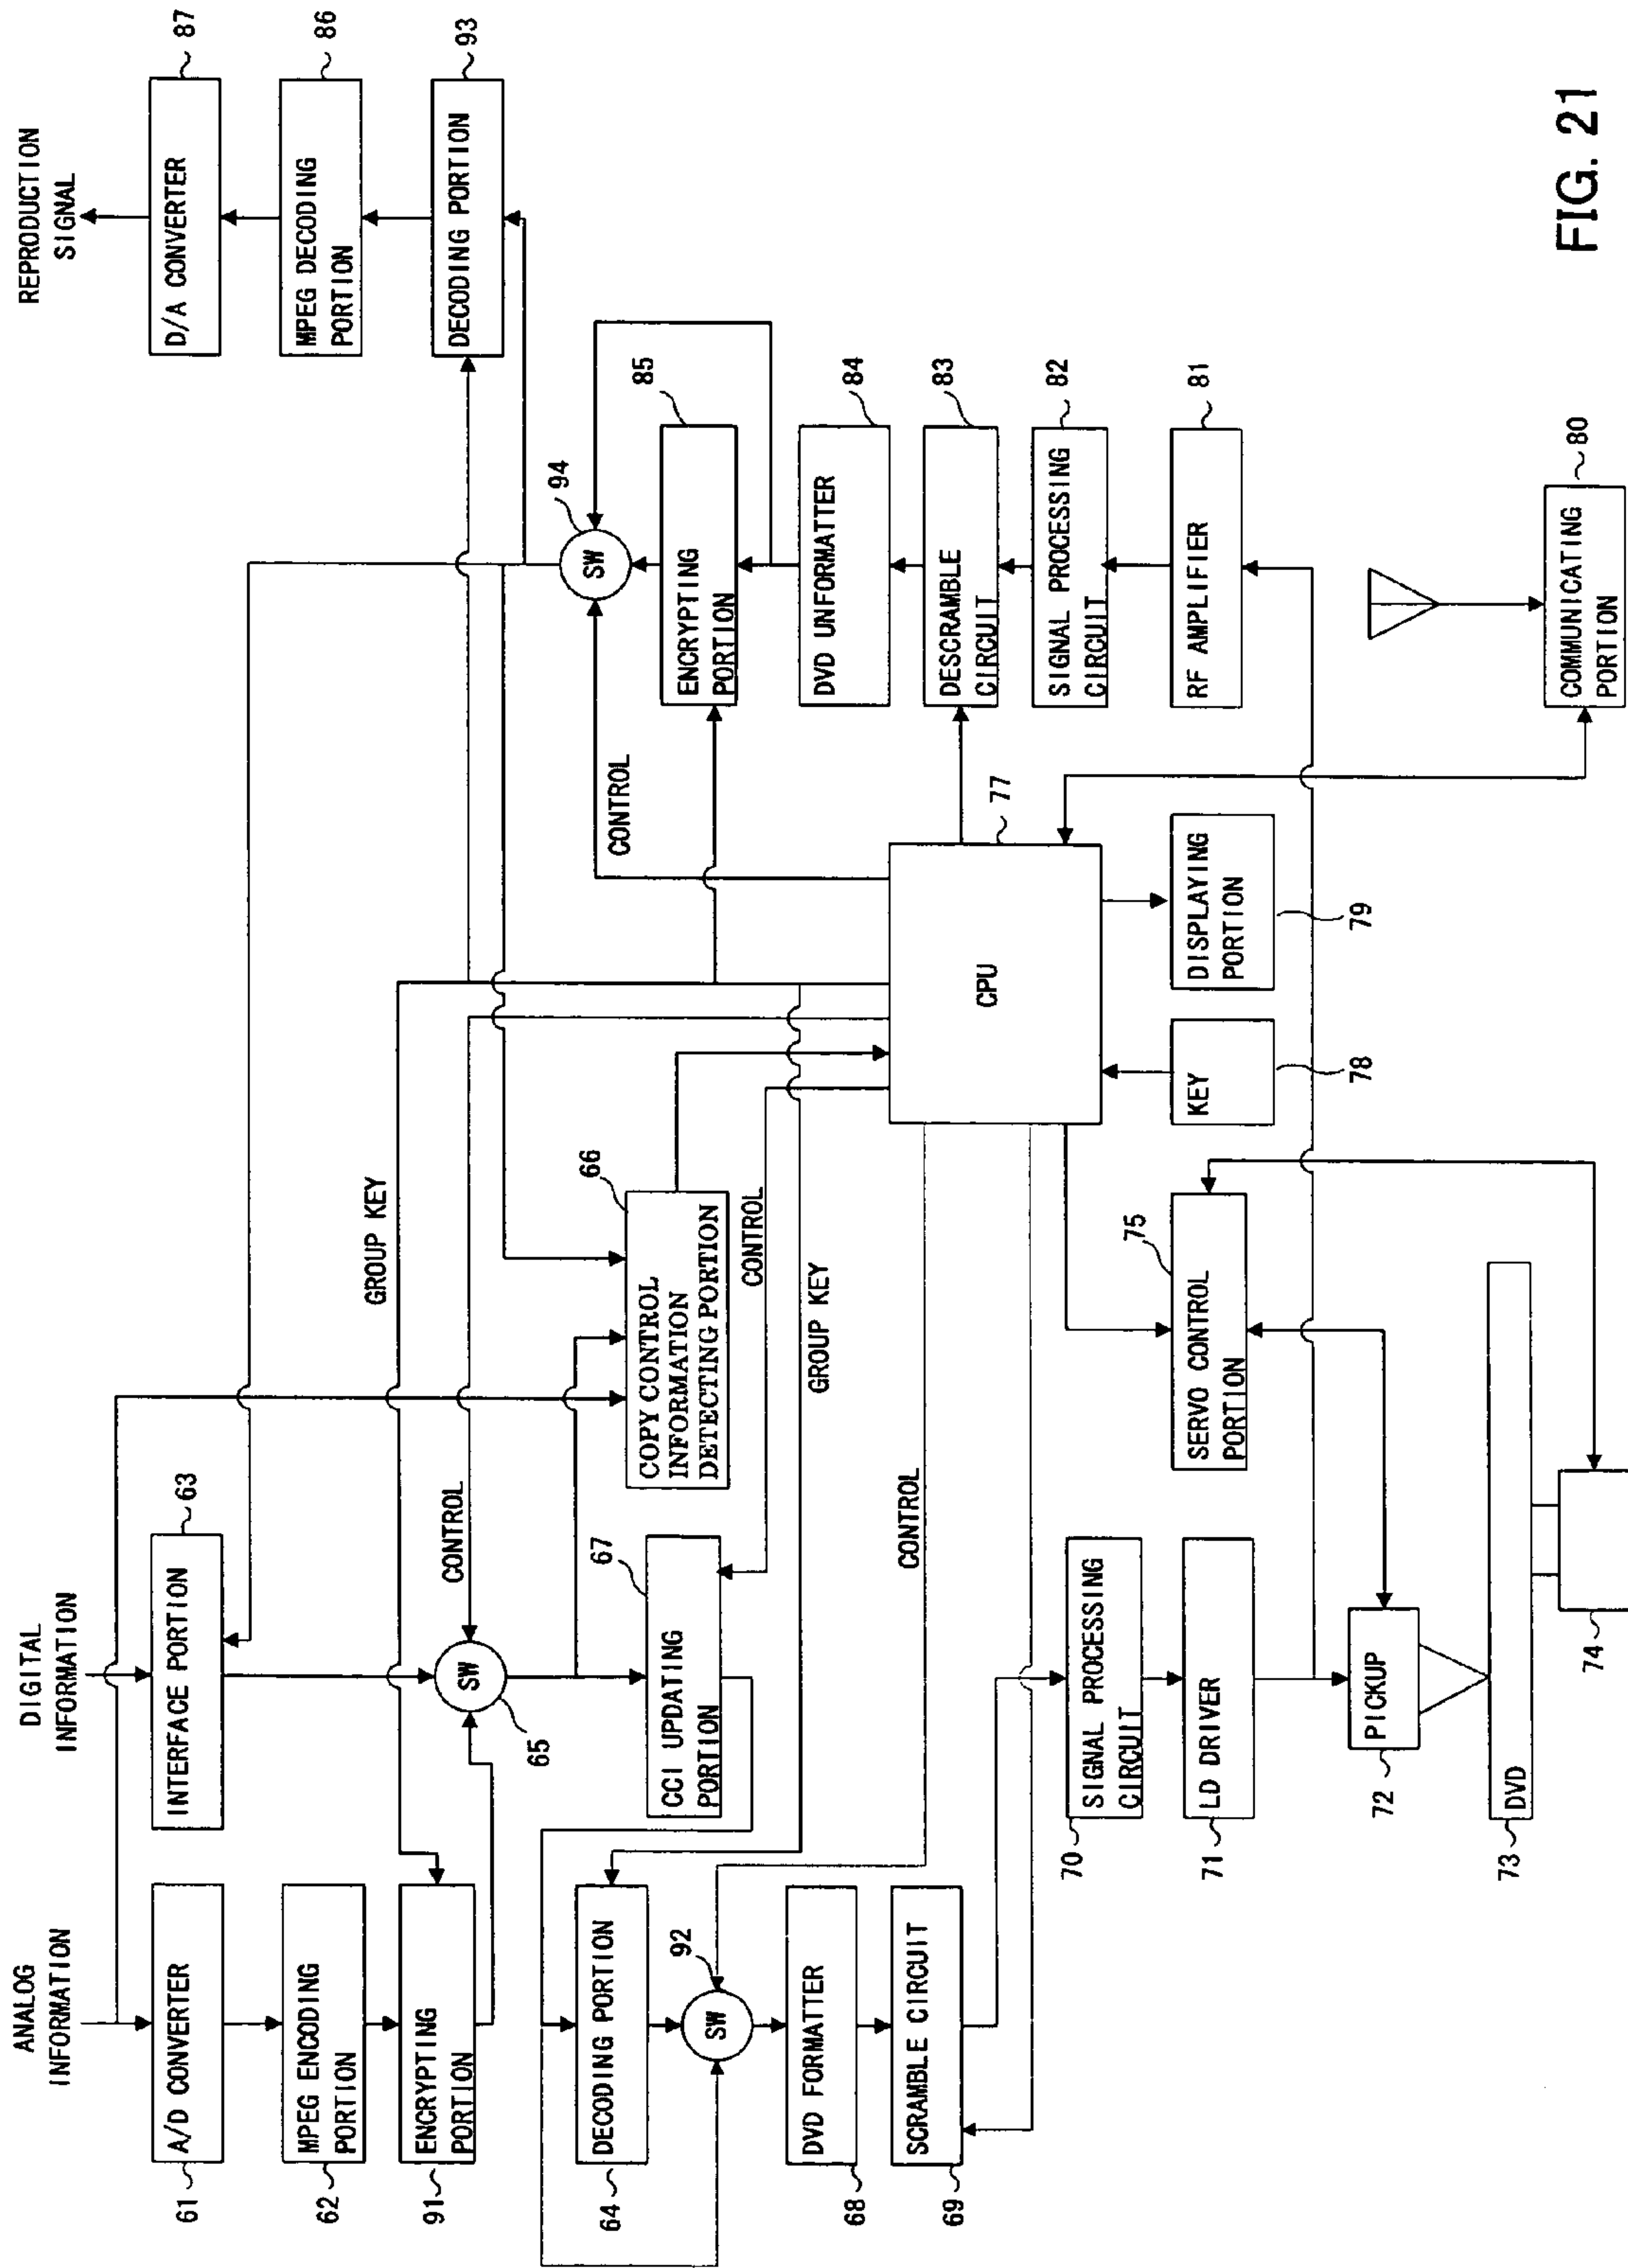 ANALOG
INFORMATION
DIGITAL
INFORMATION
REPRODUCTION
SIGNAL
61
A/D CONVERTER
62
MPEG ENCODING
PORTION
91
ENCRYPTING
PORTION
63
INTERFACE PORTION
GROUP KEY
CONTROL
SW
65
66
COPY CONTROL
INFORMATION
DETECTING PORTION
67
CCI UPDATING
PORTION
CONTROL
GROUP KEY
64
DECODING PORTION
92
SW
68
DVD FORMATTER
69
SCRAMBLE CIRCUIT
CONTROL
70
SIGNAL PROCESSING
CIRCUIT
71
LD DRIVER
72
PICKUP
73
DVD
74
75
SERVO CONTROL
PORTION
77
CPU
78
KEY
79
DISPLAYING
PORTION
80
COMMUNICATING
PORTION
81
RF AMPLIFIER
82
SIGNAL PROCESSING
CIRCUIT
83
DESCRAMBLE
CIRCUIT
84
DVD UNFORMATTER
85
ENCRYPTING
PORTION
94
SW
CONTROL
93
DECODING PORTION
86
MPEG DECODING
PORTION
87
D/A CONVERTER
FIG. 21